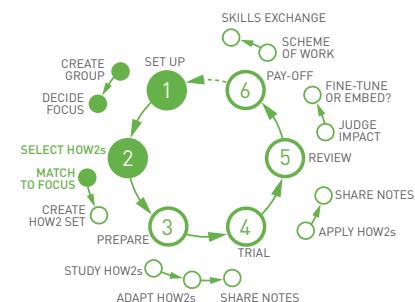 SKILLS EXCHANGE
SCHEME
OF WORK
CREATE
GROUP
SET UP
PAY-OFF
DECIDE
FOCUS
1
6
FINE-TUNE
OR EMBED?
JUDGE
IMPACT
SELECT HOW2s
2
5
REVIEW
MATCH
TO FOCUS
CREATE
HOW2 SET
SHARE NOTES
3
4
APPLY HOW2s
PREPARE
TRIAL
STUDY HOW2s
ADAPT HOW2s
SHARE NOTES